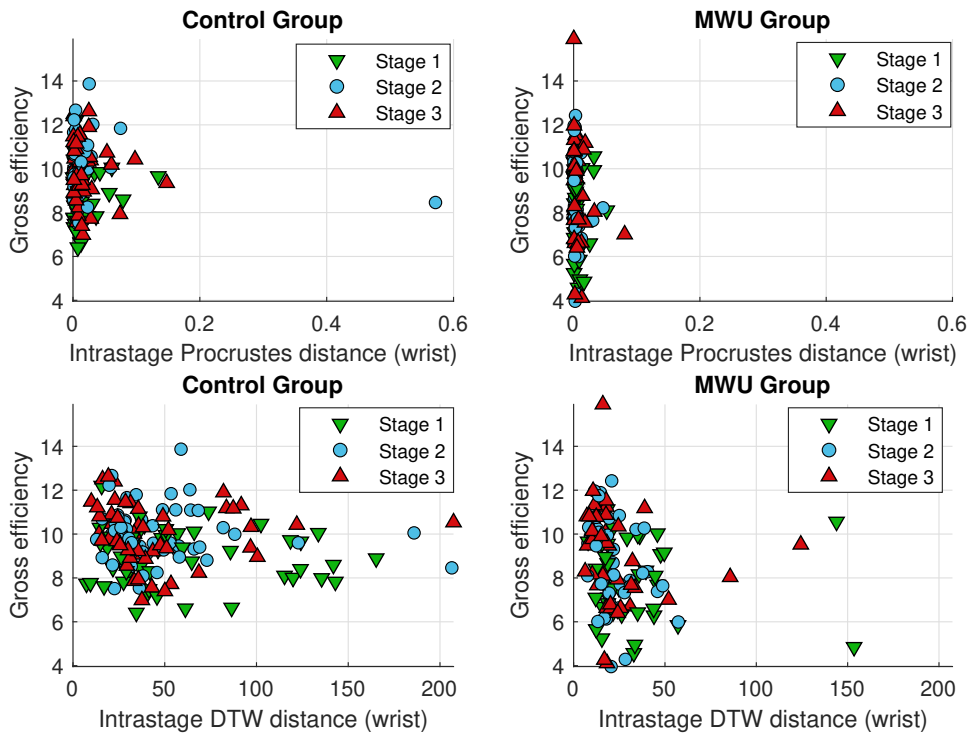 Control Group
Gross efficiency
14
12
10
8
6
4
Stage 1
Stage 2
Stage 3
0
0.2
0.4
0.6
Intrastage Procrustes distance (wrist)
MWU Group
Gross efficiency
14
12
10
8
6
4
Stage 1
Stage 2
Stage 3
0
0.2
0.4
0.6
Intrastage Procrustes distance (wrist)
Control Group
Gross efficiency
14
12
10
8
6
4
Stage 1
Stage 2
Stage 3
0
50
100
150
200
Intrastage DTW distance (wrist)
MWU Group
Gross efficiency
14
12
10
8
6
4
Stage 1
Stage 2
Stage 3
0
50
100
150
200
Intrastage DTW distance (wrist)